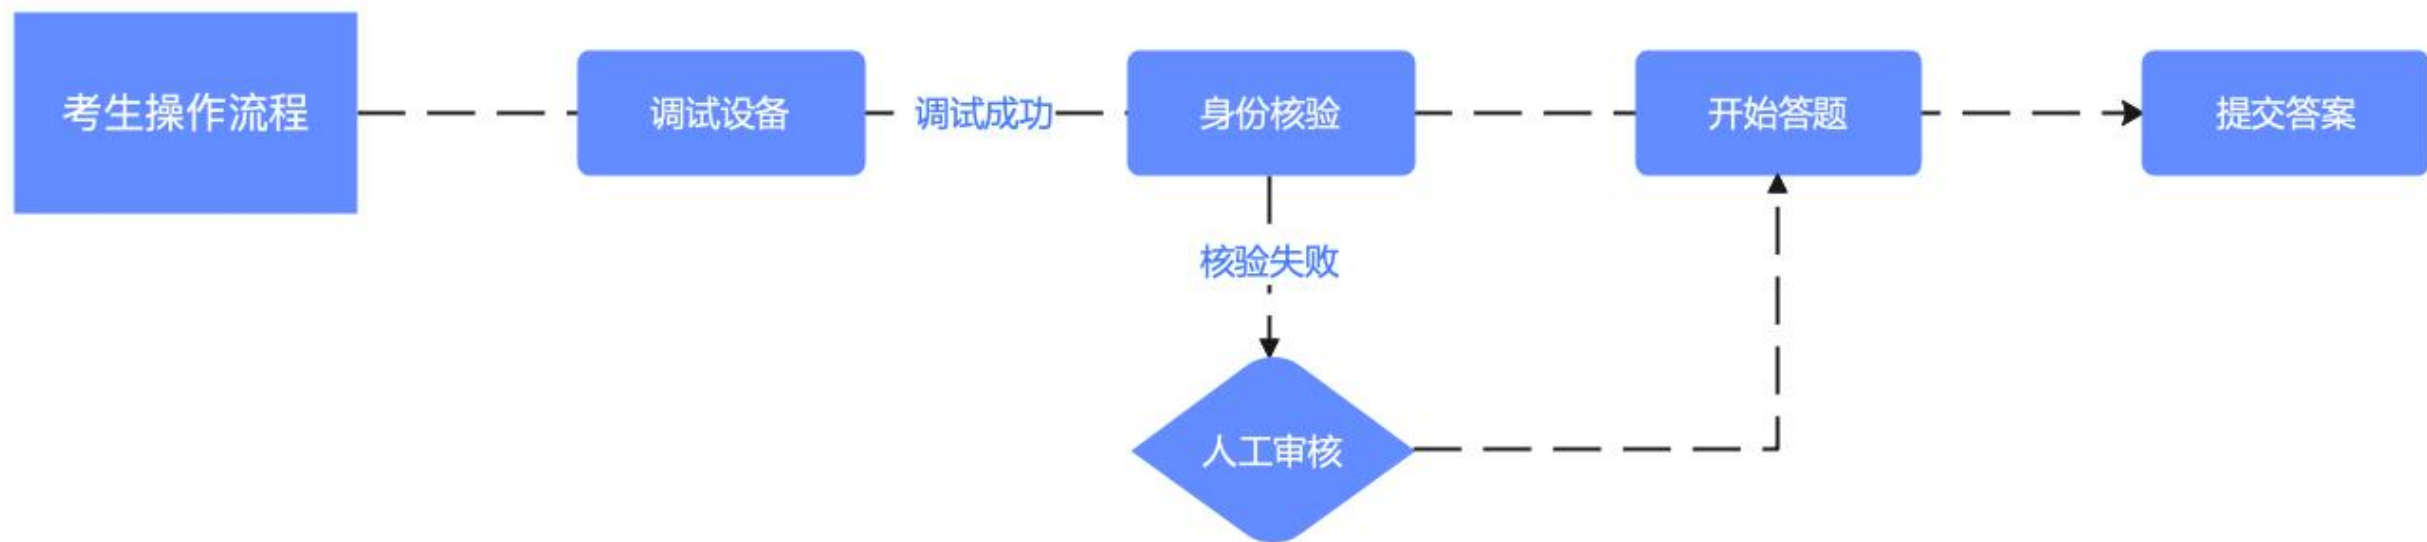 考生操作流程
调试设备
调试成功
身份核验
开始答题
提交答案
核验失败
人工审核